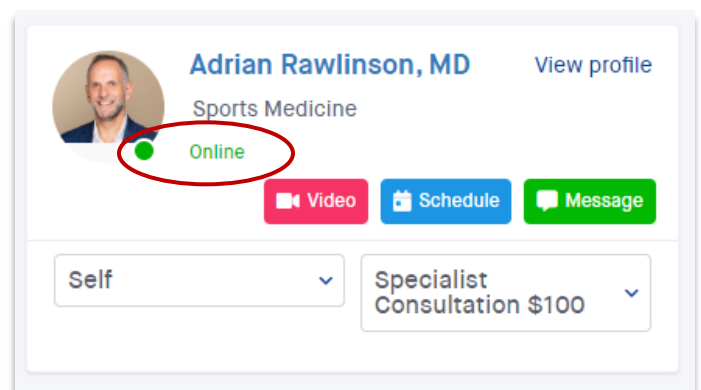 Adrian Rawlinson, MD
View profile
Sports Medicine
Online
Video
Schedule
Message
Self
Specialist
Consultation $100